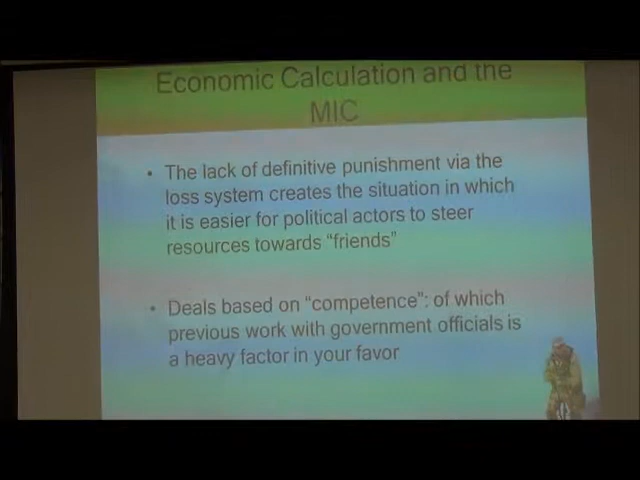 Economic Calculation and the
MIC
• The lack of definitive punishment via the
loss system creates the situation in which
it is easier for political actors to steer
resources towards “friends”
• Deals based on “competence”: of which
previous work with government officials is
a heavy factor in your favor